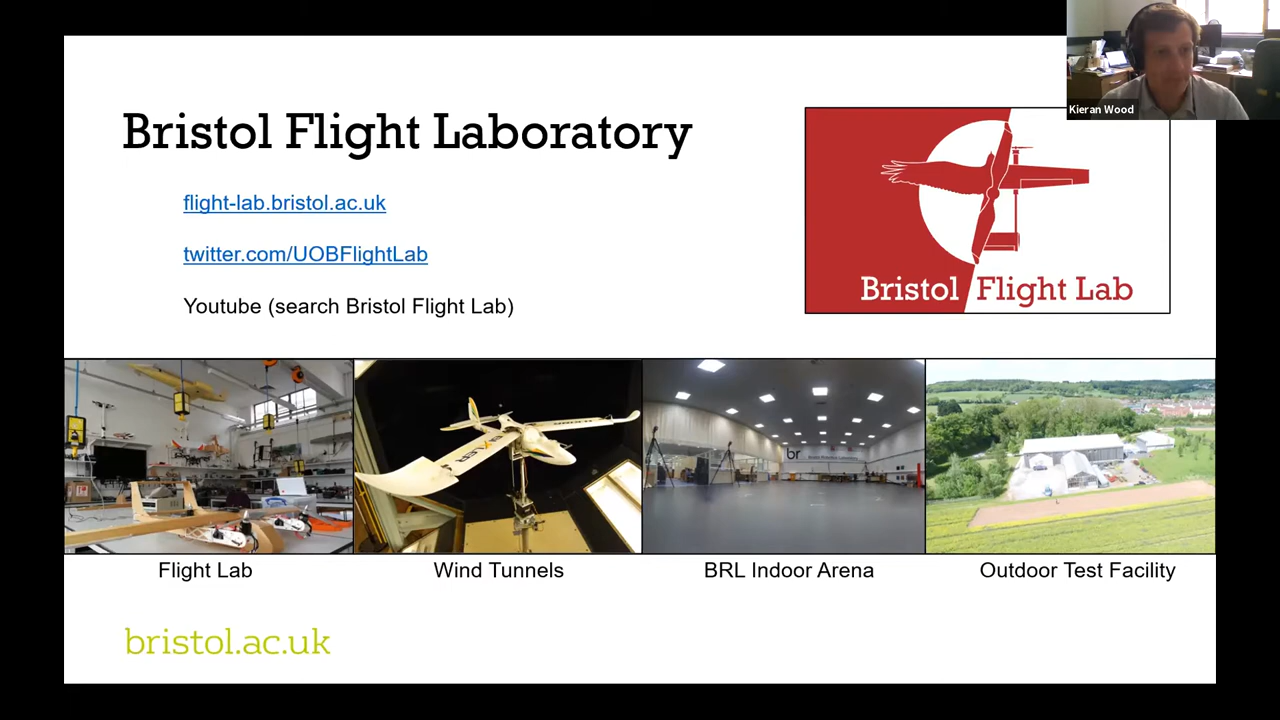 Kieran Wood
Bristol Flight Laboratory
flight-lab.bristol.ac.uk
twitter.com/UOBFlightLab
Youtube (search Bristol Flight Lab)
Bristol Flight Lab
br
Flight Lab
Wind Tunnels
BRL Indoor Arena
Outdoor Test Facility
bristol.ac.uk